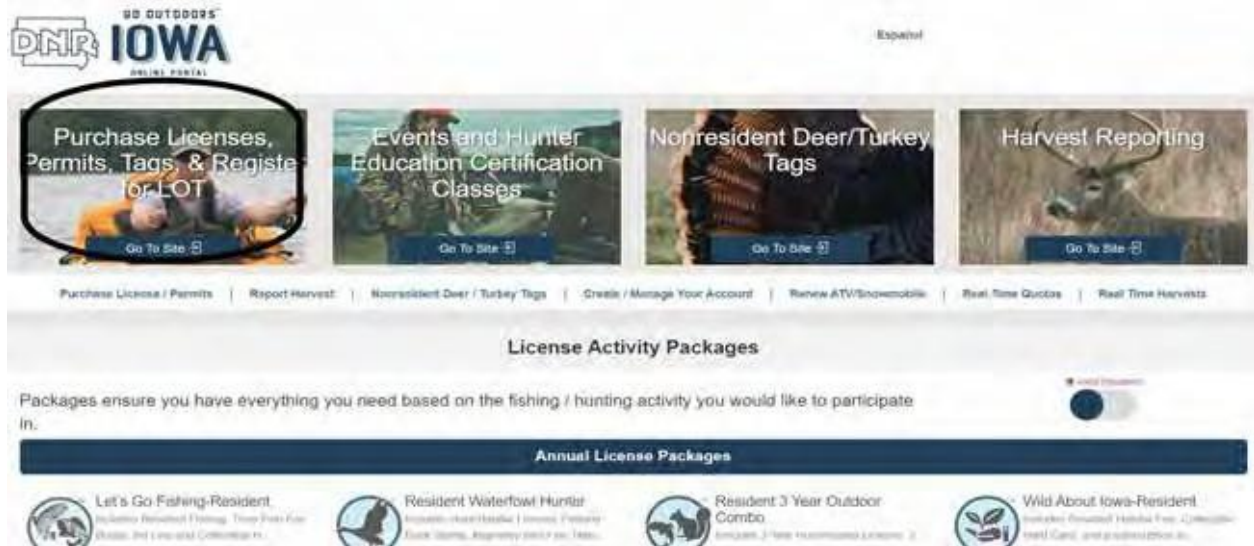 GO OUTDOORS
DNR IOWA
ONLINE PORTAL
Español
Purchase Licenses,
Permits, Tags, & Register
for LOT
Go To Site
Events and Hunter
Education Certification
Classes
Go To Site
Nonresident Deer/Turkey
Tags
Go To Site
Harvest Reporting
Go To Site
Purchase License / Permits | Report Harvest | Nonresident Deer / Turkey Tags | Create / Manage Your Account | Renew ATV/Snowmobile | Real Time Quotas | Real Time Harvests
License Activity Packages
Packages ensure you have everything you need based on the fishing / hunting activity you would like to participate
in.
Annual License Packages
Let's Go Fishing-Resident
Resident Waterfowl Hunter
Resident 3 Year Outdoor
Combo
Wild About Iowa-Resident